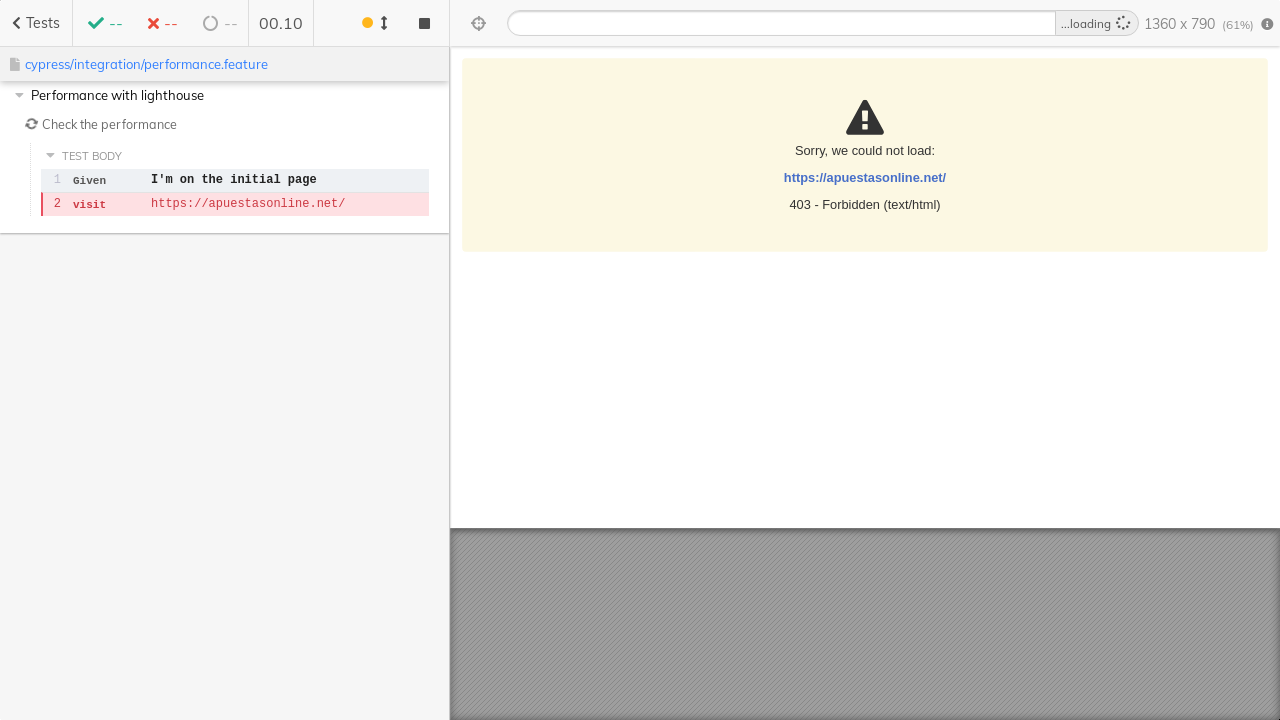 Tests -- -- -- 00.10 ...loading 1360 x 790 (61%)
cypress/integration/performance.feature
Performance with lighthouse
Check the performance
TEST BODY
1 Given I'm on the initial page
2 visit https://apuestasonline.net/
Sorry, we could not load:
https://apuestasonline.net/
403 - Forbidden (text/html)